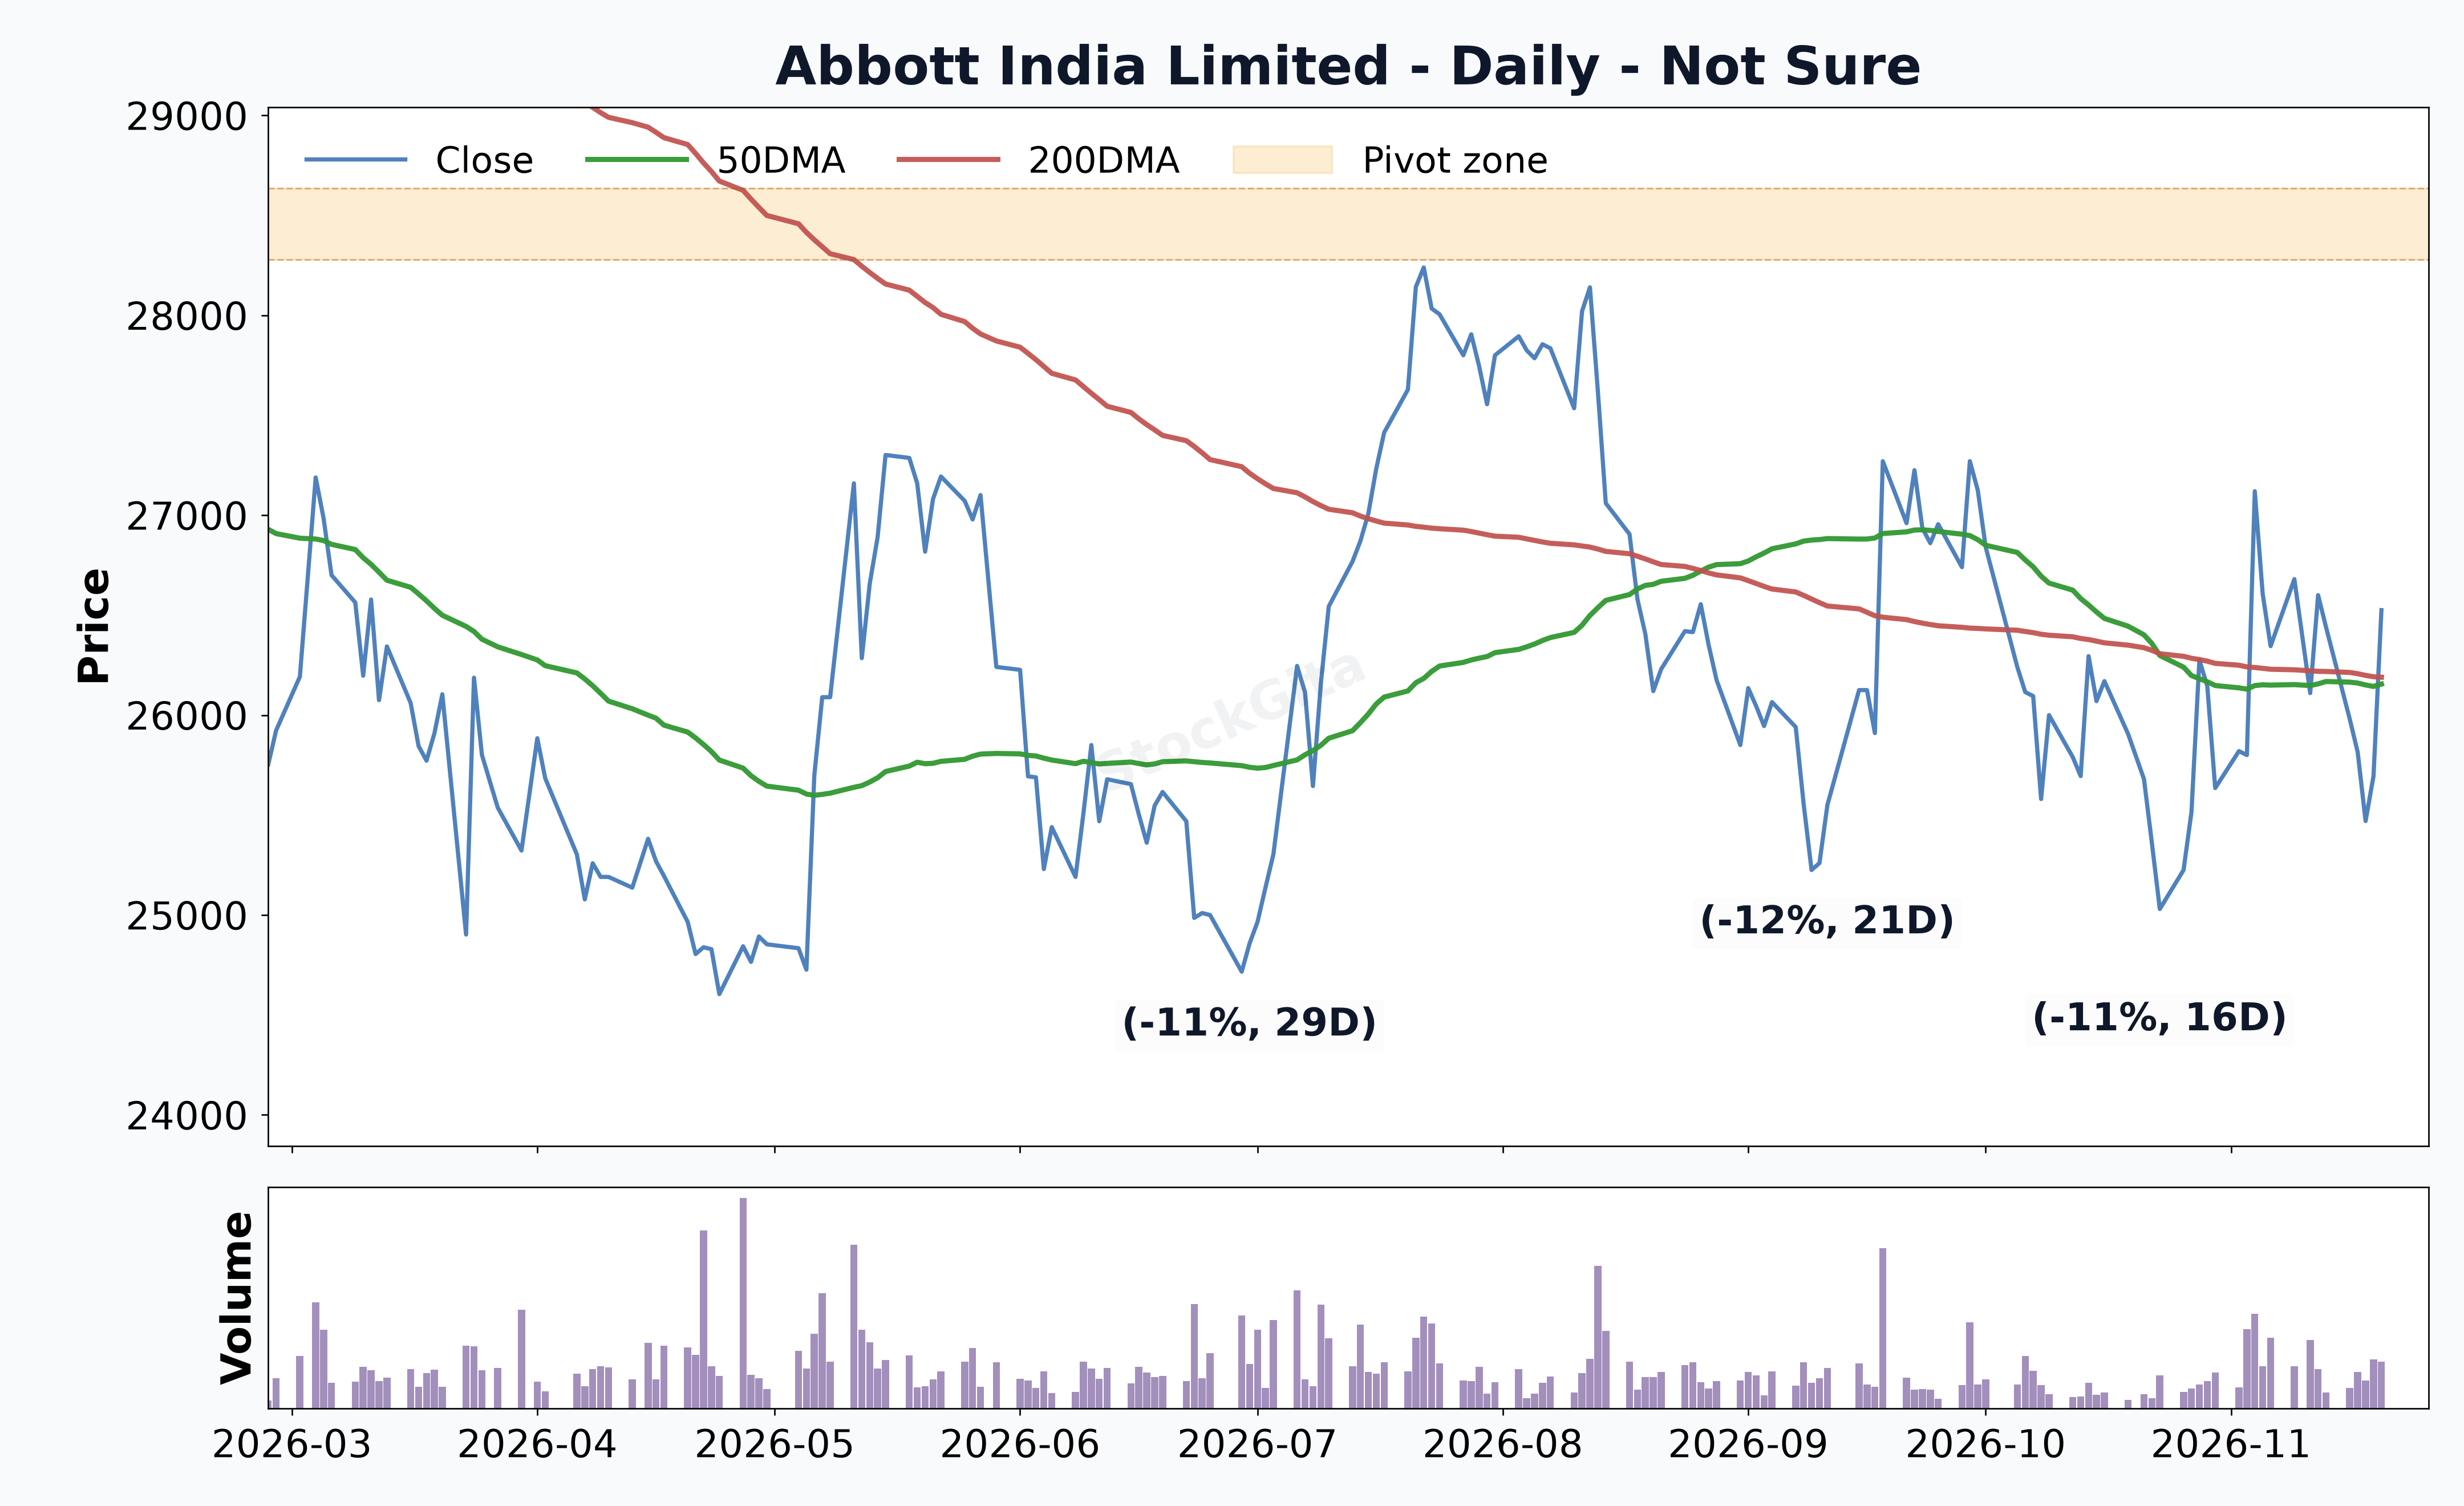 Abbott India Limited - Daily - Not Sure
Close 50DMA 200DMA Pivot zone
29000
28000
27000
26000
25000
24000
Price
StockGita
(-12%, 21D)
(-11%, 29D)
(-11%, 16D)
Volume
2026-03 2026-04 2026-05 2026-06 2026-07 2026-08 2026-09 2026-10 2026-11